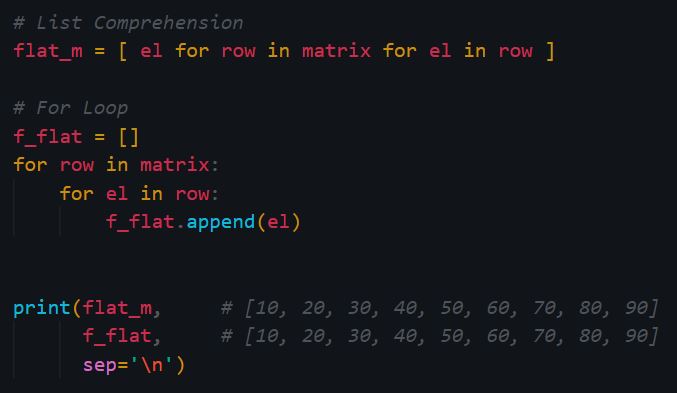 # List Comprehension
flat_m = [ el for row in matrix for el in row ]
# For Loop
f_flat = []
for row in matrix:
    for el in row:
        f_flat.append(el)
print(flat_m,     # [10, 20, 30, 40, 50, 60, 70, 80, 90]
      f_flat,     # [10, 20, 30, 40, 50, 60, 70, 80, 90]
      sep='\n')